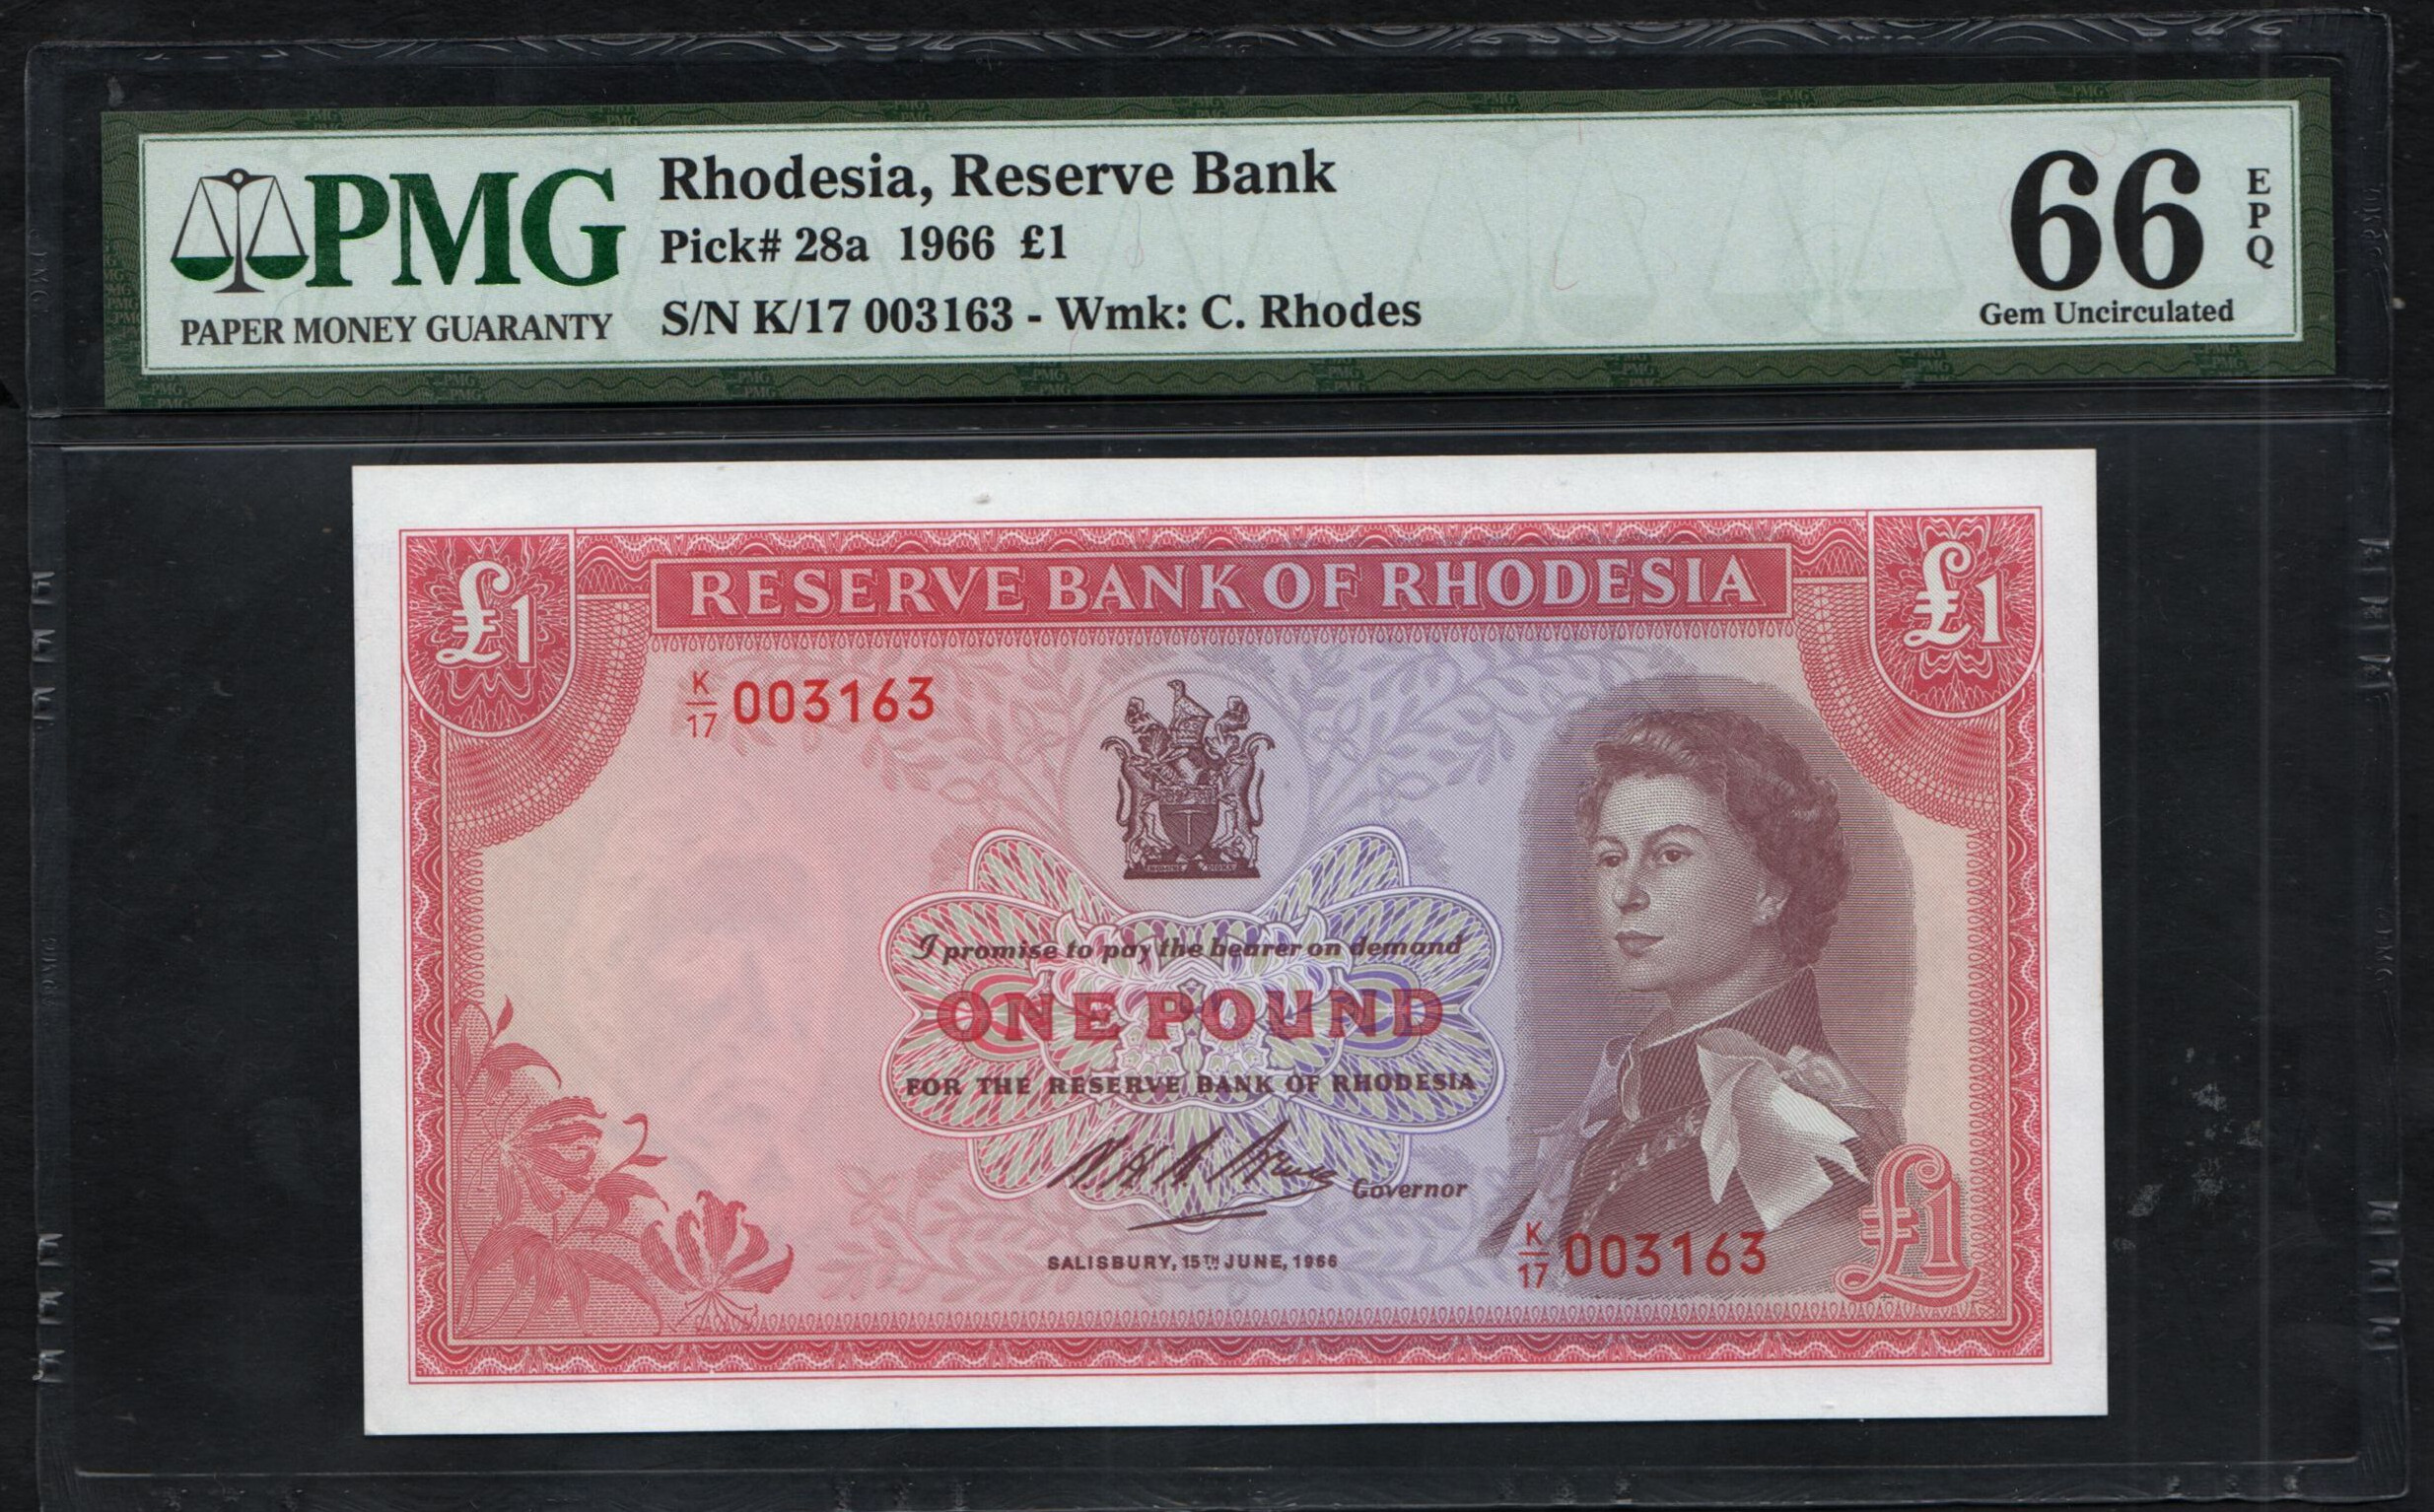 PMG
PAPER MONEY GUARANTY
Rhodesia, Reserve Bank
Pick# 28a 1966 £1
S/N K/17 003163 - Wmk: C. Rhodes
66 EPQ
Gem Uncirculated
£1
RESERVE BANK OF RHODESIA
£1
K/17 003163
I promise to pay the bearer on demand
ONE POUND
FOR THE RESERVE BANK OF RHODESIA
Governor
SALISBURY, 15TH JUNE, 1966
K/17 003163
£1